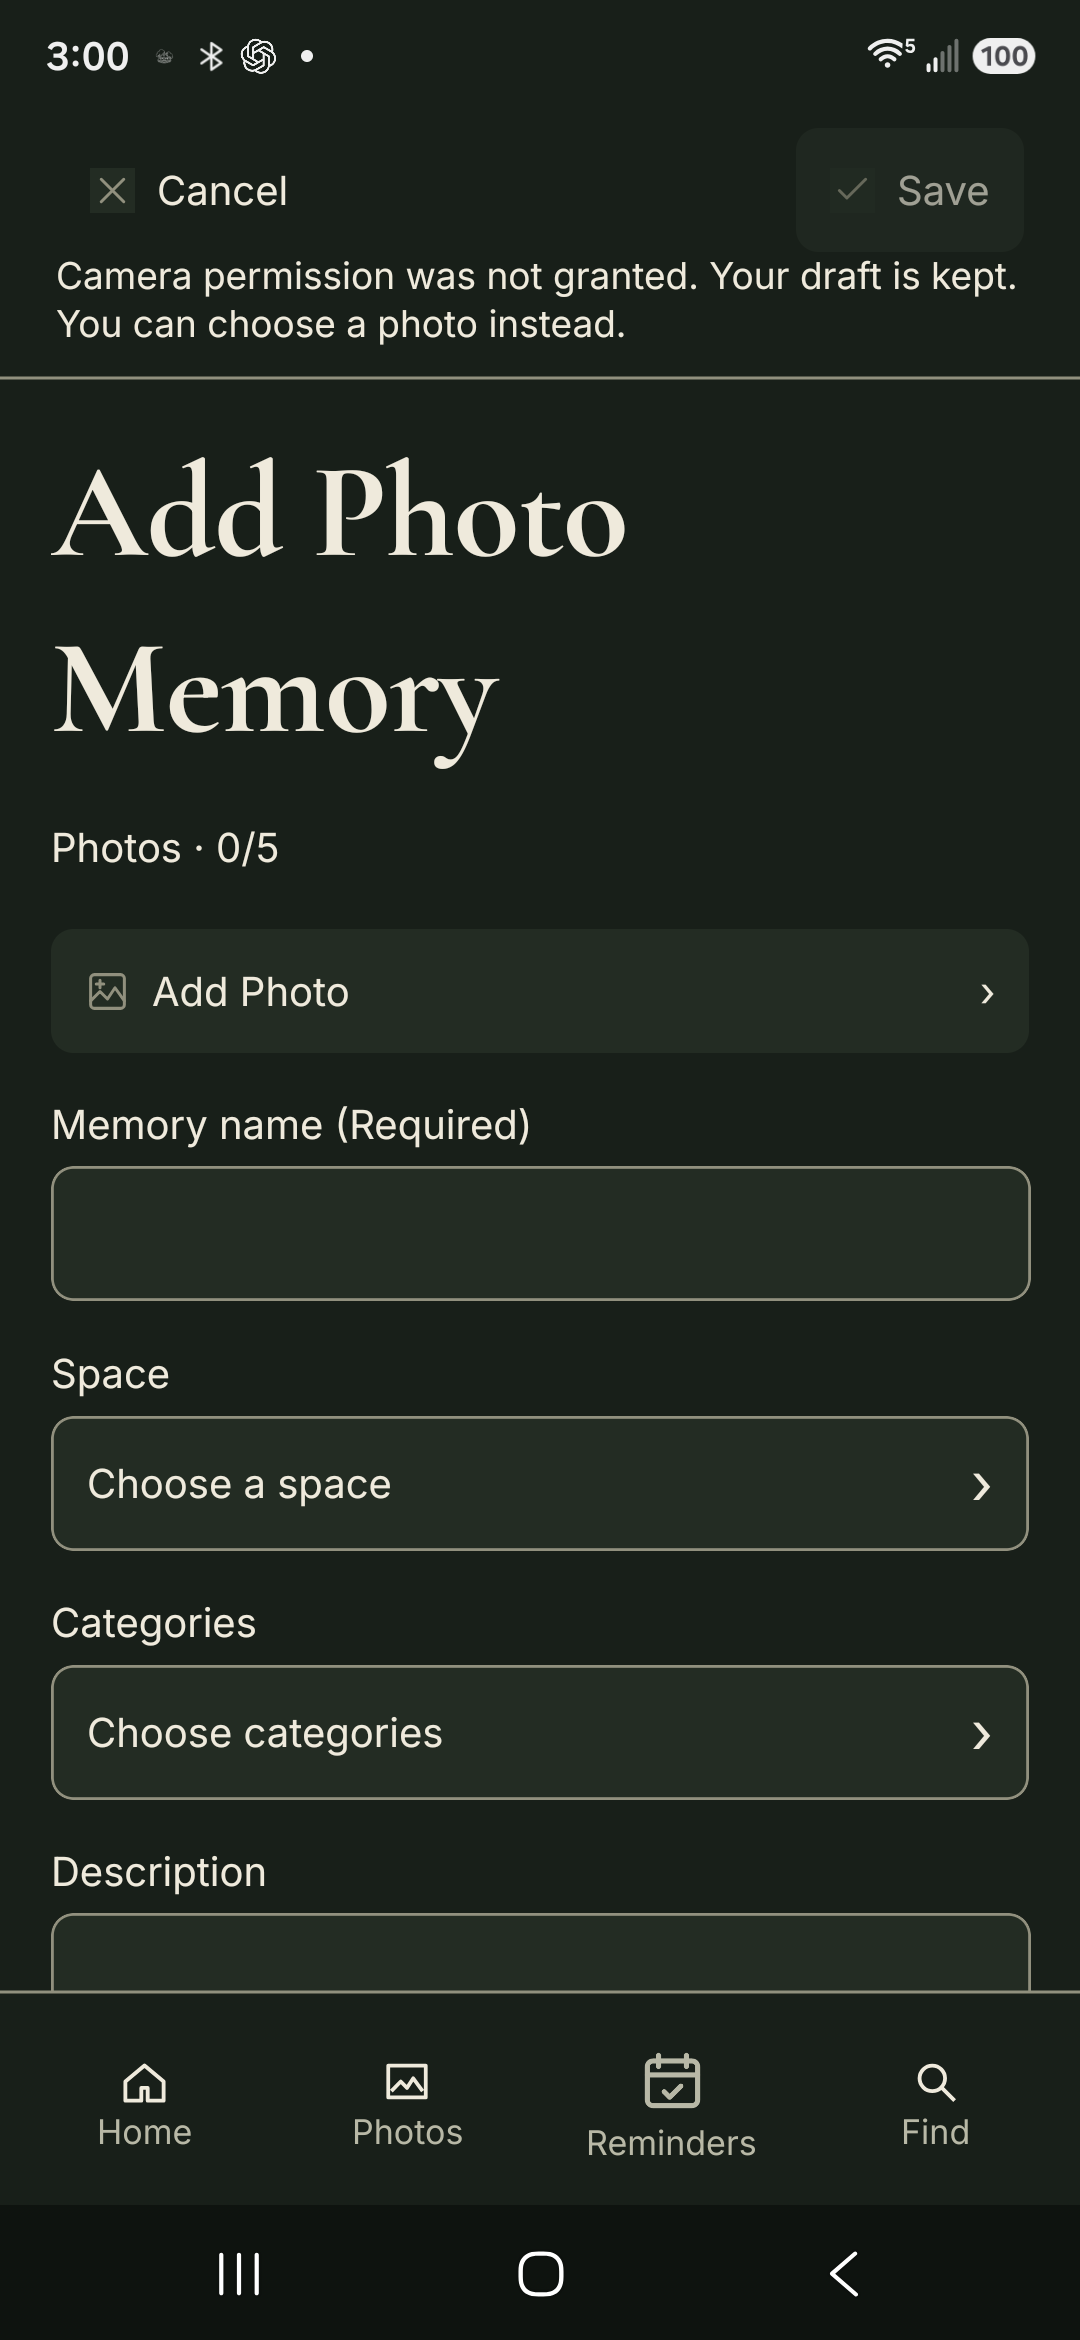 3:00
5
100
Cancel
Save
Camera permission was not granted. Your draft is kept.
You can choose a photo instead.
Add Photo
Memory
Photos · 0/5
Add Photo
Memory name (Required)
Space
Choose a space
Categories
Choose categories
Description
Home
Photos
Reminders
Find